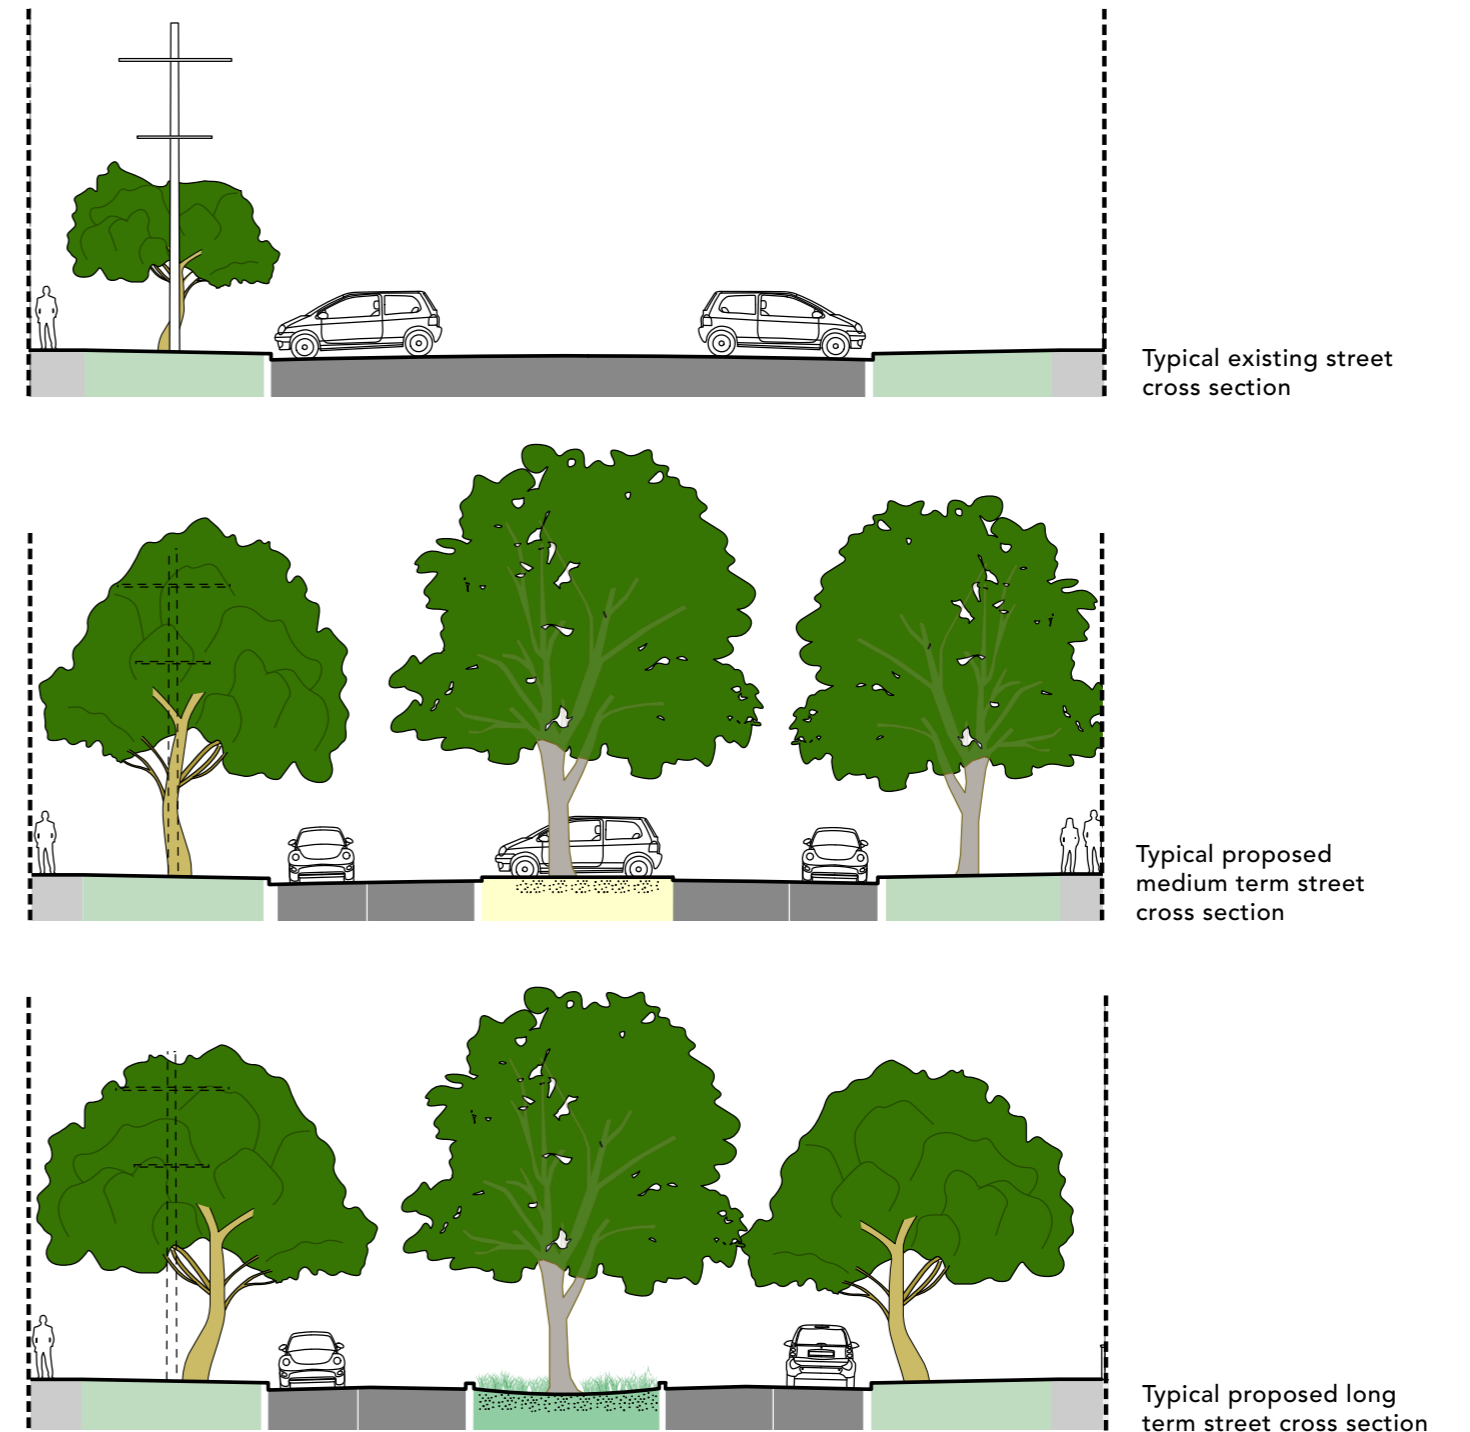 Typical existing street
cross section
Typical proposed
medium term street
cross section
Typical proposed long
term street cross section